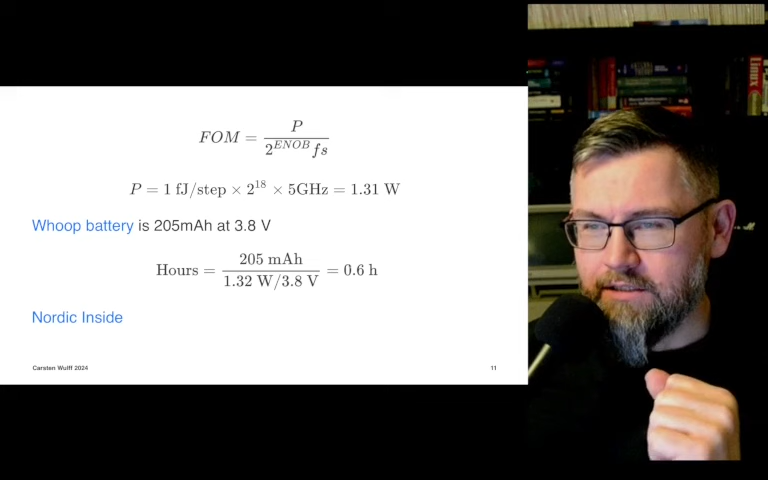 FOM = P / 2^ENOB fs
P = 1 fJ/step × 2^18 × 5GHz = 1.31 W
Whoop battery is 205mAh at 3.8 V
Hours = 205 mAh / 1.32 W/3.8 V = 0.6 h
Nordic Inside
Carsten Wulff 2024
11
Linux